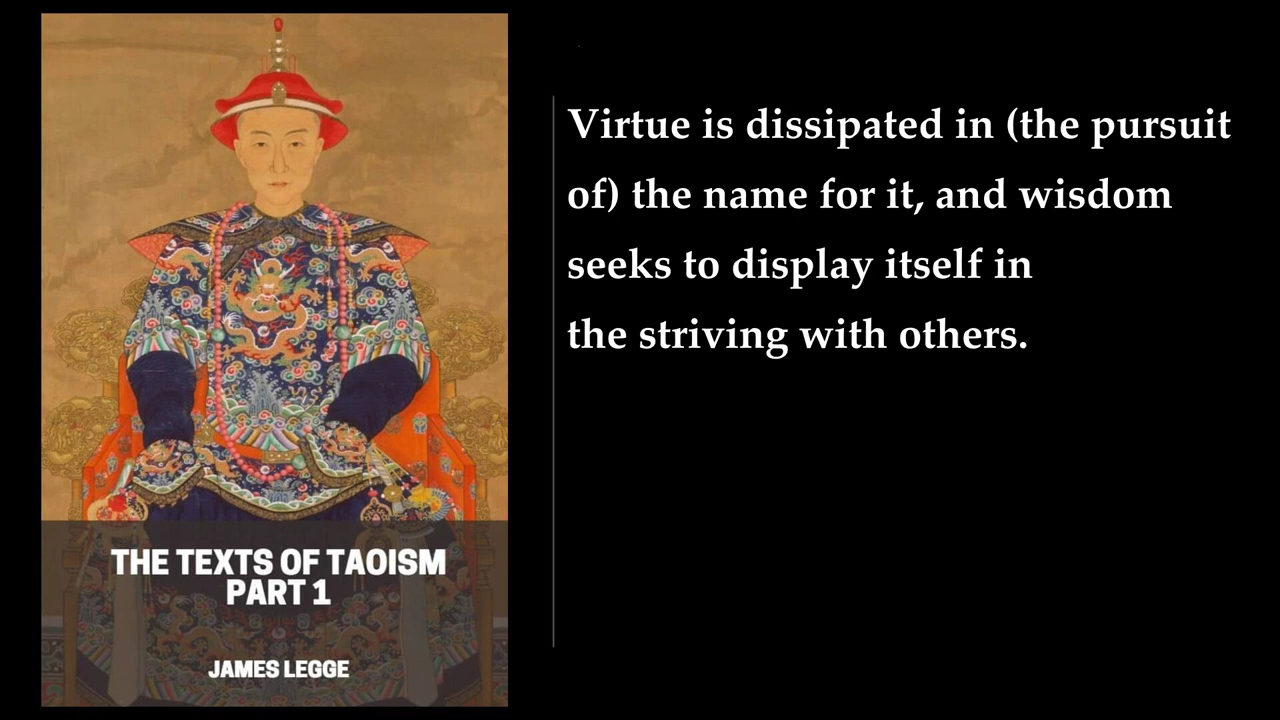 THE TEXTS OF TAOISM
PART 1
JAMES LEGGE
Virtue is dissipated in (the pursuit
of) the name for it, and wisdom
seeks to display itself in
the striving with others.